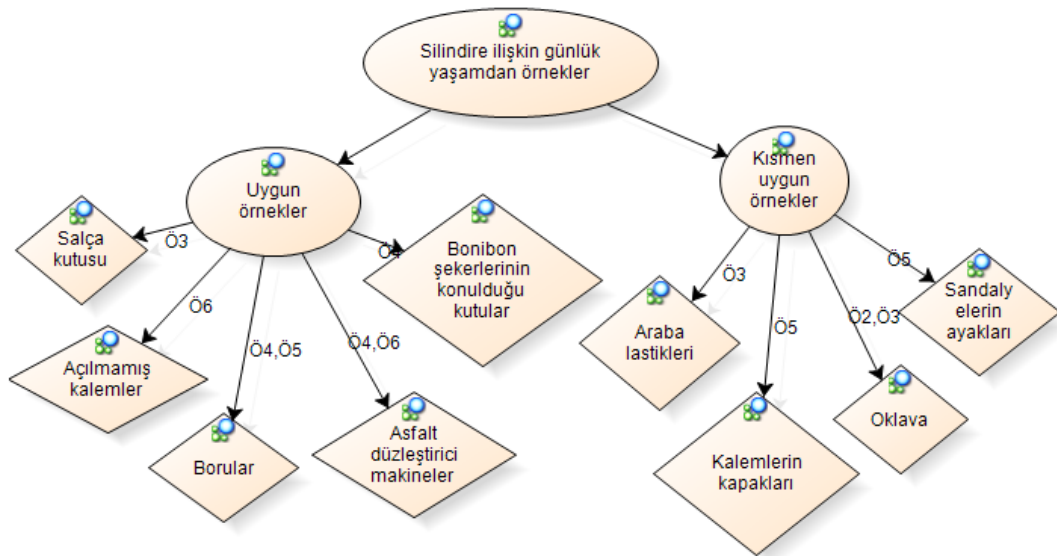 Silindire ilişkin günlük
yaşamdan örnekler
Uygun
örnekler
Kısmen
uygun
örnekler
Ö3
Salça
kutusu
Ö6
Açılmamış
kalemler
Ö4,Ö5
Borular
Ö4,Ö6
Asfalt
düzleştirici
makineler
Ö4
Bonibon
şekerlerinin
konulduğu
kutular
Ö3
Araba
lastikleri
Ö5
Kalemlerin
kapakları
Ö2,Ö3
Oklava
Ö5
Sandaly
elerin
ayakları